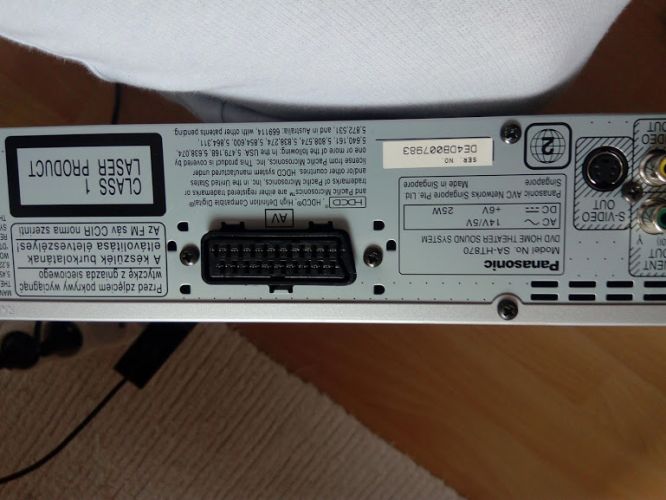 Panasonic
Model No. SA-HT870
DVD HOME THEATER SOUND SYSTEM
AC ~ 14V/5V
DC ⎓ +6V 25W
Panasonic AVC Networks Singapore Pte Ltd
Singapore Made in Singapore
S-VIDEO
OUT
VIDEO
OUT
OUT
2
SER
NO.
DE4DB007983
AV
HDCD®, High Definition Compatible Digital®
and Pacific Microsonics™ are either registered trademarks or
trademarks of Pacific Microsonics, Inc. in the United States
and/or other countries. HDCD system manufactured under
license from Pacific Microsonics, Inc. This product is covered by
one or more of the following: In the USA: 5,479,168, 5,638,074,
5,640,161, 5,808,574, 5,838,274, 5,854,600, 5,864,311,
5,872,531, and in Australia: 669114, with other patents pending.
Przed zdjęciem pokrywy wyciągnąć
wtyczkę z gniazda sieciowego
A készülék burkolatának
eltávolítása életveszélyes!
Az FM sáv CCIR norma szerinti
CLASS 1
LASER PRODUCT